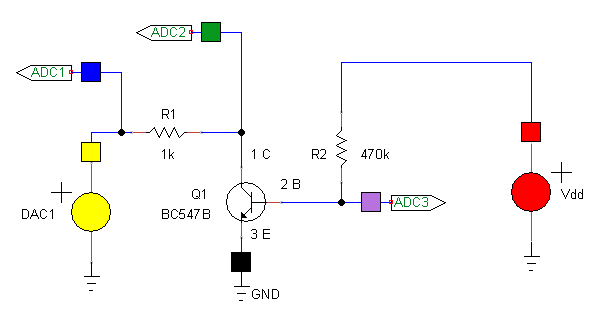 ADC2
ADC1
R1
1k
1 C
R2
470k
Q1
BC547B
2 B
DAC1
ADC3
Vdd
3 E
GND